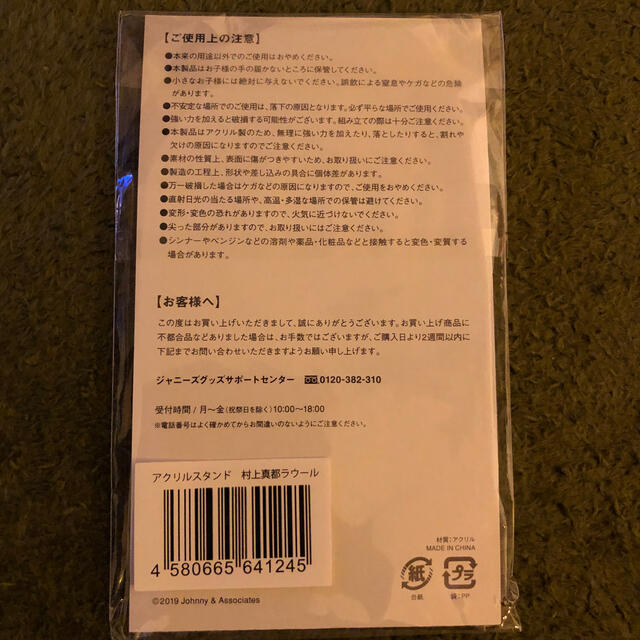 【ご使用上の注意】
●本来の用途以外でのご使用はおやめください。
●本製品はお子様の手の届かないところに保管してください。
●小さなお子様には絶対に与えないでください。誤飲による窒息やケガなどの危険
があります。
●不安定な場所でのご使用は、落下の原因となります。必ず平らな場所でご使用ください。
●強い力を加えると破損する可能性がございます。組み立ての際は十分ご注意ください。
●本製品はアクリル製のため、無理に強い力を加えたり、落としたりすると、割れや
欠けの原因になりますのでご注意ください。
●素材の性質上、表面に傷がつきやすいため、お取り扱いにご注意ください。
●製造の工程上、形状や差し込みの具合に個体差があります。
●万一破損した場合はケガなどの原因になりますので、ご使用をおやめください。
●直射日光の当たる場所や、高温・多湿な場所での保管は避けてください。
●変形・変色の恐れがありますので、火気に近づけないでください。
●尖った部分がありますので、お取り扱いにはご注意ください。
●シンナーやベンジンなどの溶剤や薬品・化粧品などと接触すると変色・変質する
場合があります。
【お客様へ】
この度はお買い上げいただきまして、誠にありがとうございます。お買い上げ商品に
不都合品などありました場合は、お手数ではございますが、ご購入日より2週間以内に
下記までお問い合わせいただきますようお願い申し上げます。
ジャニーズグッズサポートセンター 0120-382-310
受付時間 / 月〜金(祝祭日を除く)10:00〜18:00
※電話番号はよく確かめてからお間違いのないようにご注意ください。
アクリルスタンド 村上真都ラウール
4 580665 641245
材質:アクリル
MADE IN CHINA
紙
台紙
プラ
袋:PP
©2019 Johnny & Associates